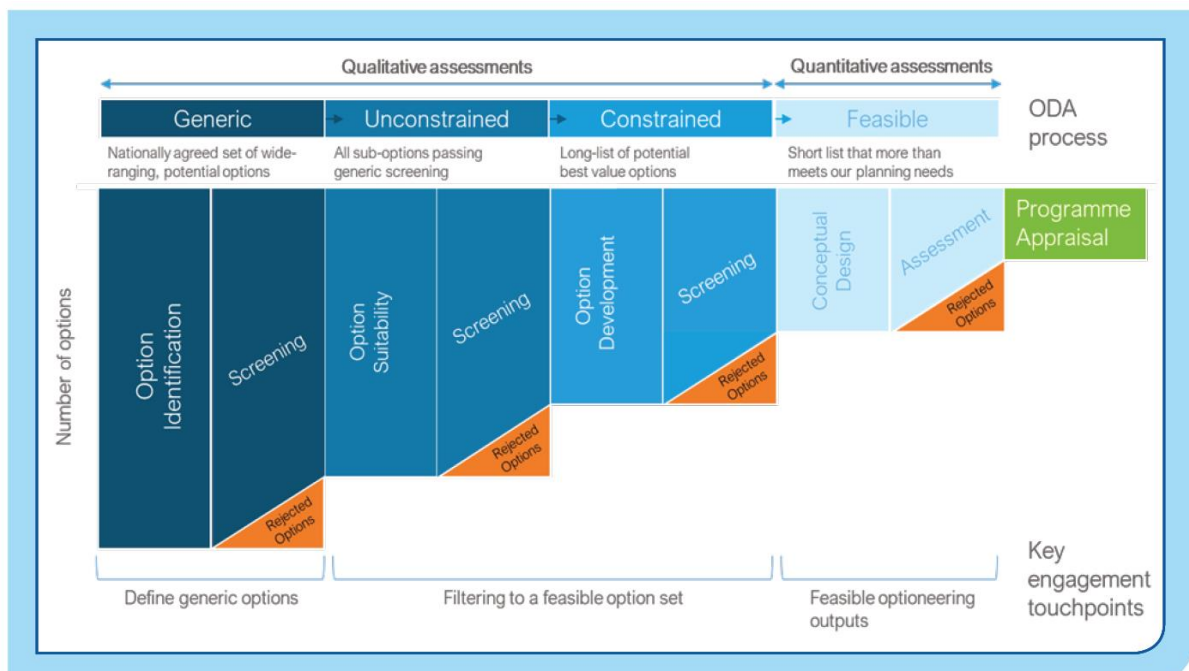 Qualitative assessments
Quantitative assessments
Generic
Unconstrained
Constrained
Feasible
ODA
process
Nationally agreed set of wide-
ranging, potential options
All sub-options passing
generic screening
Long-list of potential
best value options
Short list that more than
meets our planning needs
Number of options
Option
Identification
Screening
Rejected
Options
Option
Suitability
Screening
Rejected
Options
Option
Development
Screening
Rejected
Options
Conceptual
Design
Assessment
Rejected
Options
Programme
Appraisal
Define generic options
Filtering to a feasible option set
Feasible optioneering
outputs
Key
engagement
touchpoints